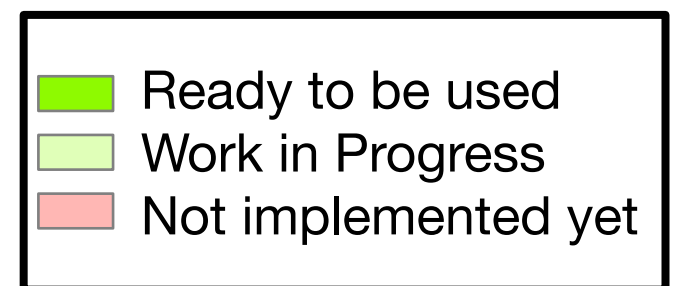 Ready to be used
Work in Progress
Not implemented yet